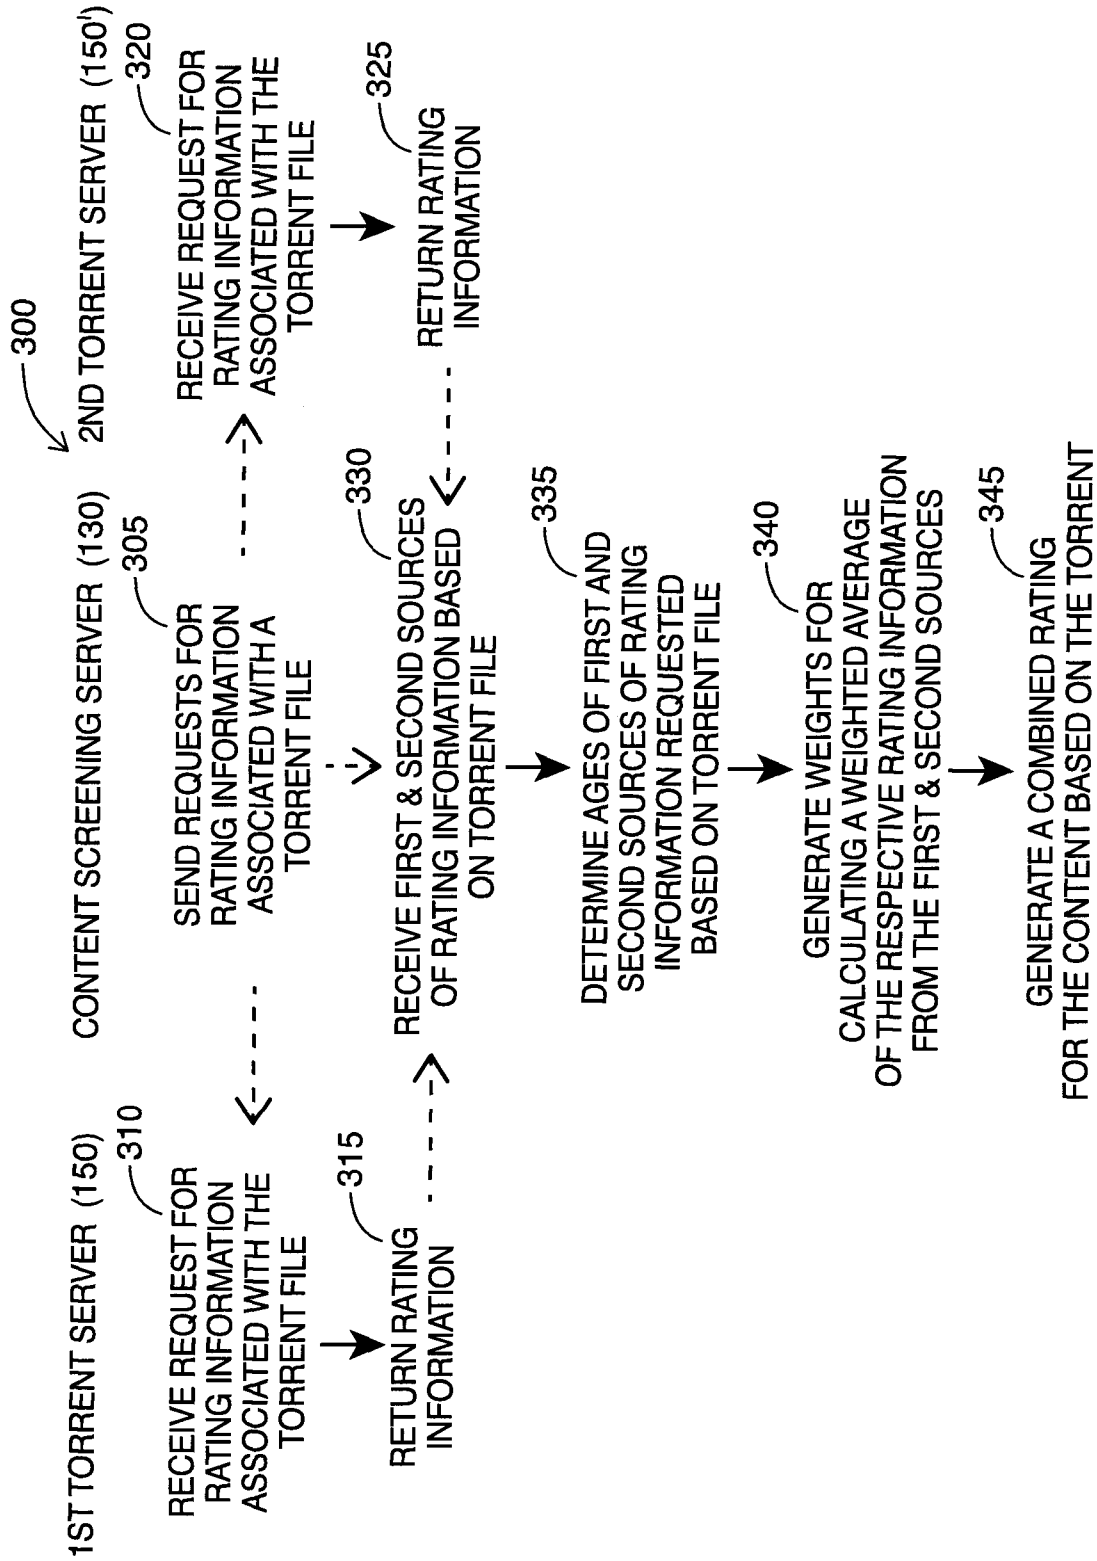 300
1ST TORRENT SERVER (150)
CONTENT SCREENING SERVER (130)
2ND TORRENT SERVER (150')
310
RECEIVE REQUEST FOR
RATING INFORMATION
ASSOCIATED WITH THE
TORRENT FILE
305
SEND REQUESTS FOR
RATING INFORMATION
ASSOCIATED WITH A
TORRENT FILE
320
RECEIVE REQUEST FOR
RATING INFORMATION
ASSOCIATED WITH THE
TORRENT FILE
315
RETURN RATING
INFORMATION
330
RECEIVE FIRST & SECOND SOURCES
OF RATING INFORMATION BASED
ON TORRENT FILE
325
RETURN RATING
INFORMATION
335
DETERMINE AGES OF FIRST AND
SECOND SOURCES OF RATING
INFORMATION REQUESTED
BASED ON TORRENT FILE
340
GENERATE WEIGHTS FOR
CALCULATING A WEIGHTED AVERAGE
OF THE RESPECTIVE RATING INFORMATION
FROM THE FIRST & SECOND SOURCES
345
GENERATE A COMBINED RATING
FOR THE CONTENT BASED ON THE TORRENT